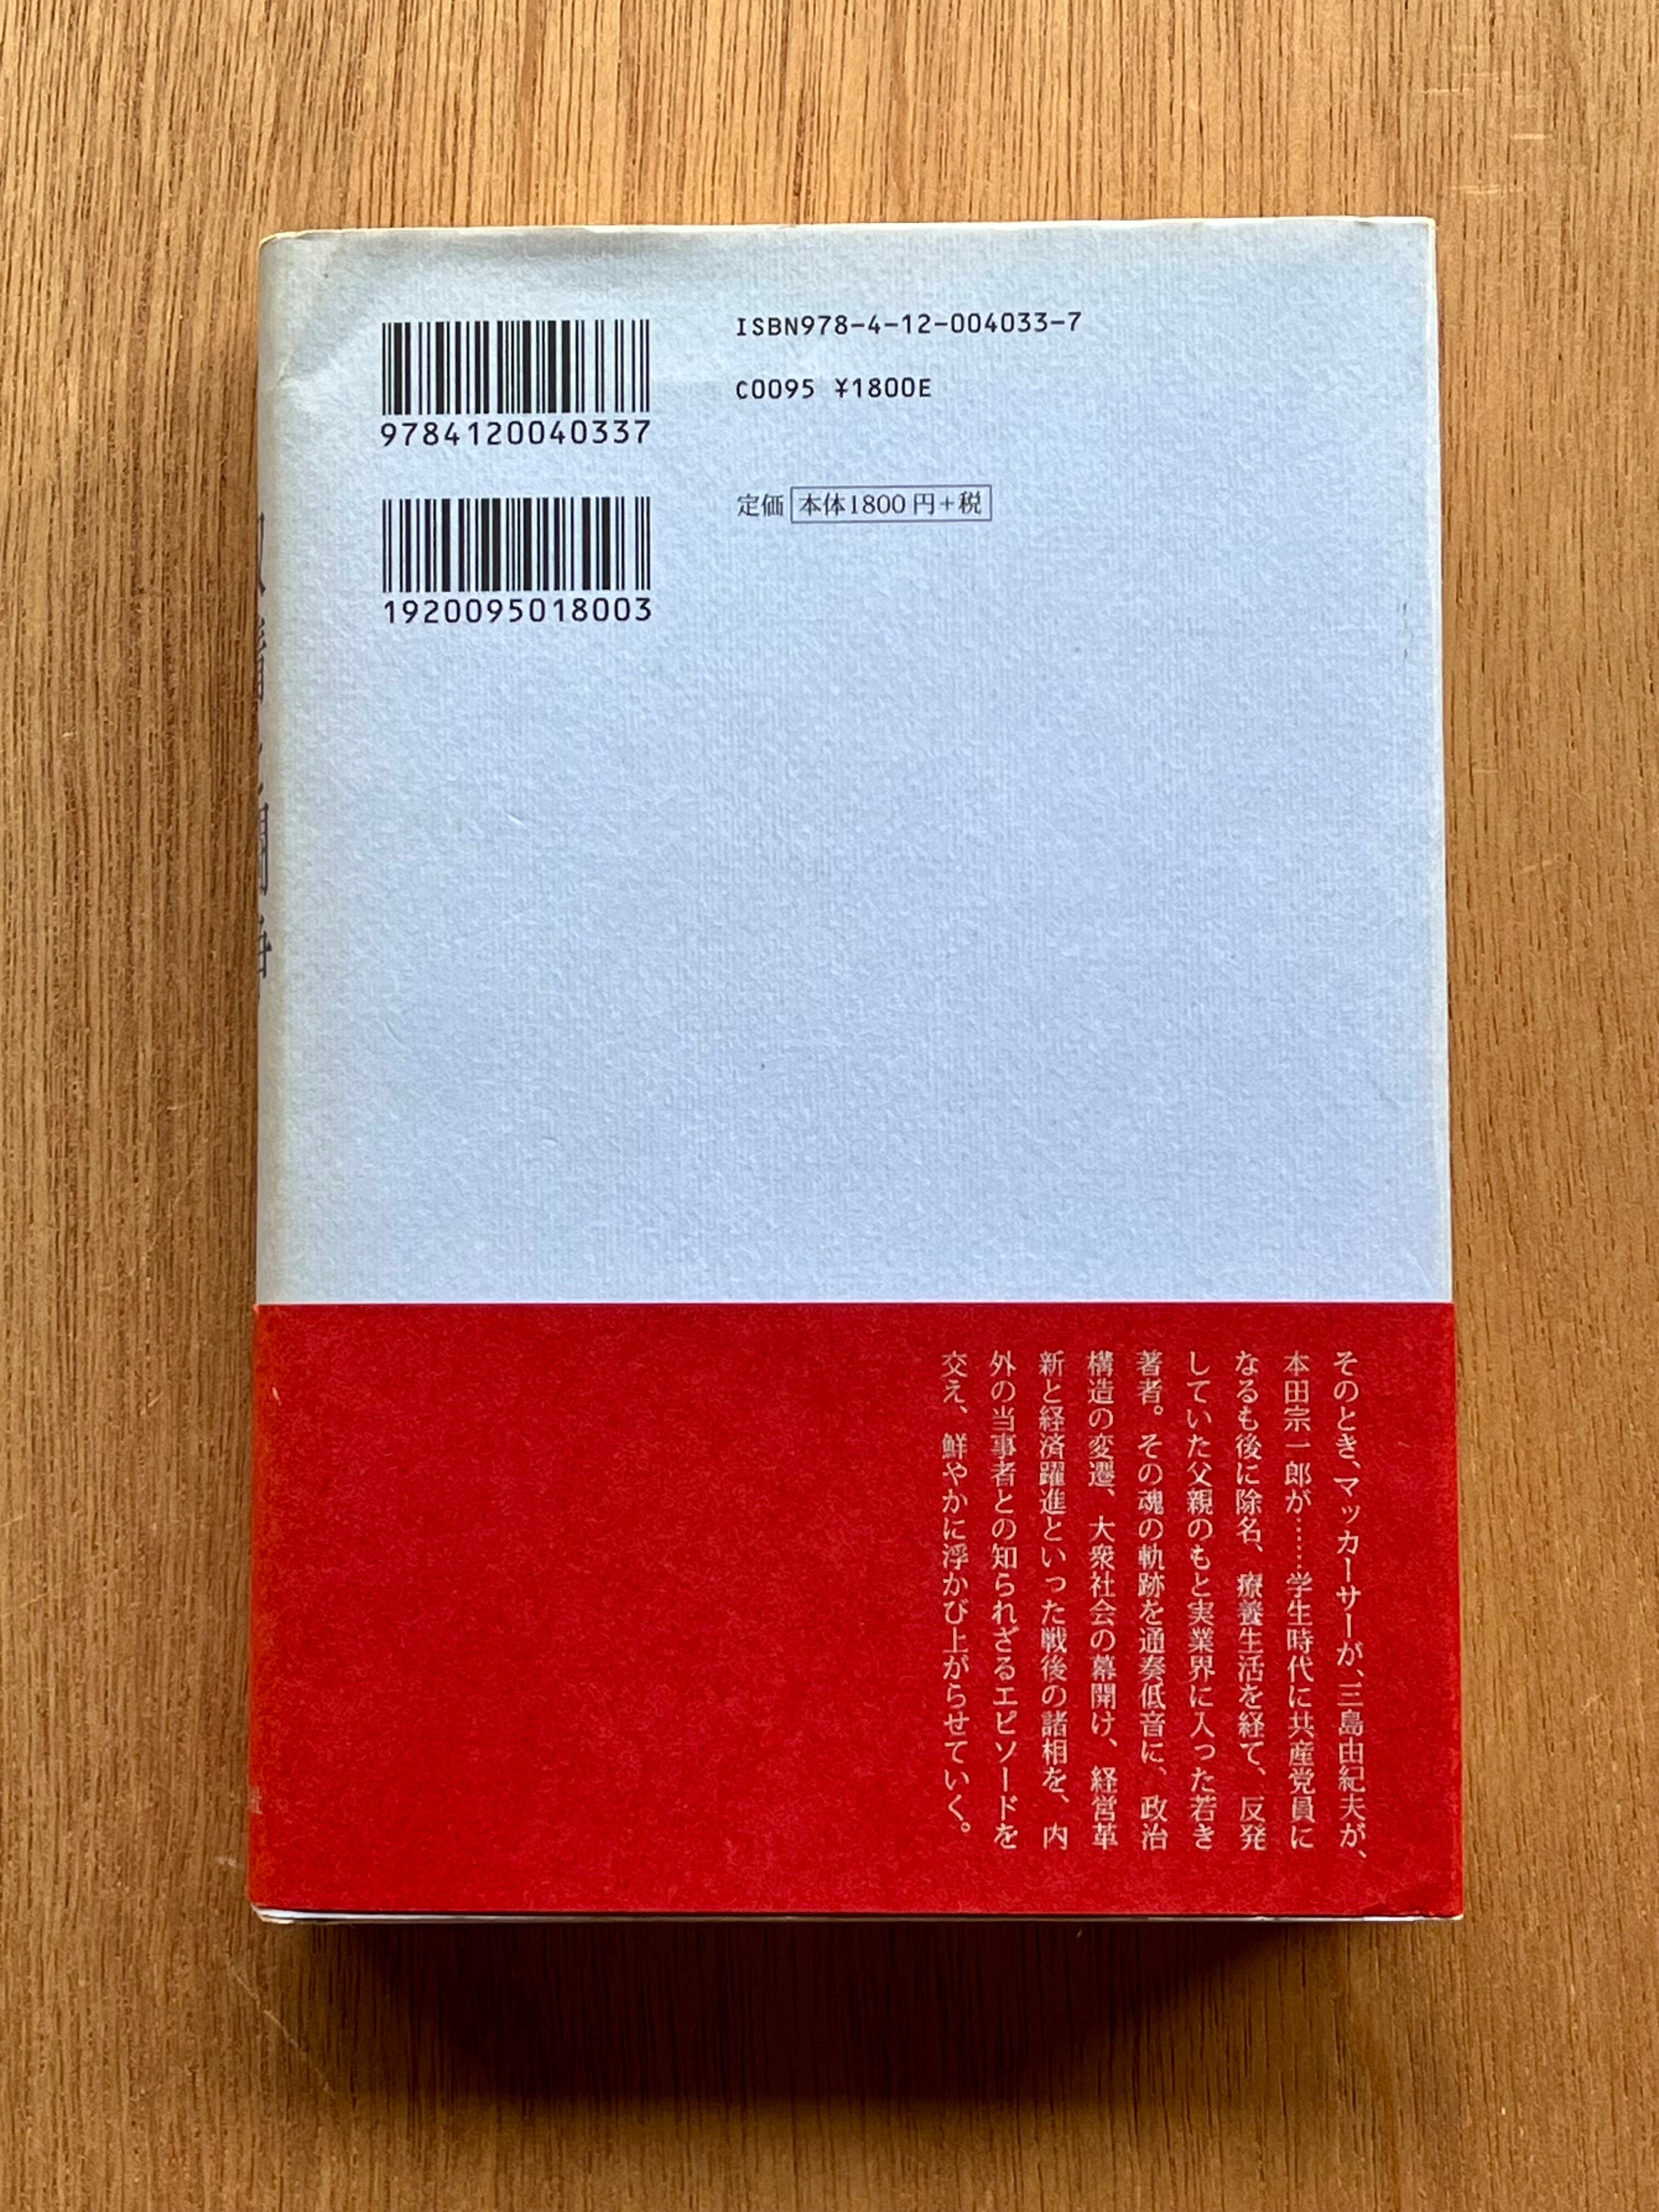 ISBN978-4-12-004033-7
C0095 ¥1800E
9784120040337
定価 本体1800円+税
1920095018003
そのとき、マッカーサーが、三島由紀夫が、
本田宗一郎が……学生時代に共産党員に
なるも後に除名、療養生活を経て、反発
していた父親のもと実業界に入った若き
著者。その魂の軌跡を通奏低音に、政治
構造の変遷、大衆社会の幕開け、経営革
新と経済躍進といった戦後の諸相を、内
外の当事者との知られざるエピソードを
交え、鮮やかに浮かび上がらせていく。